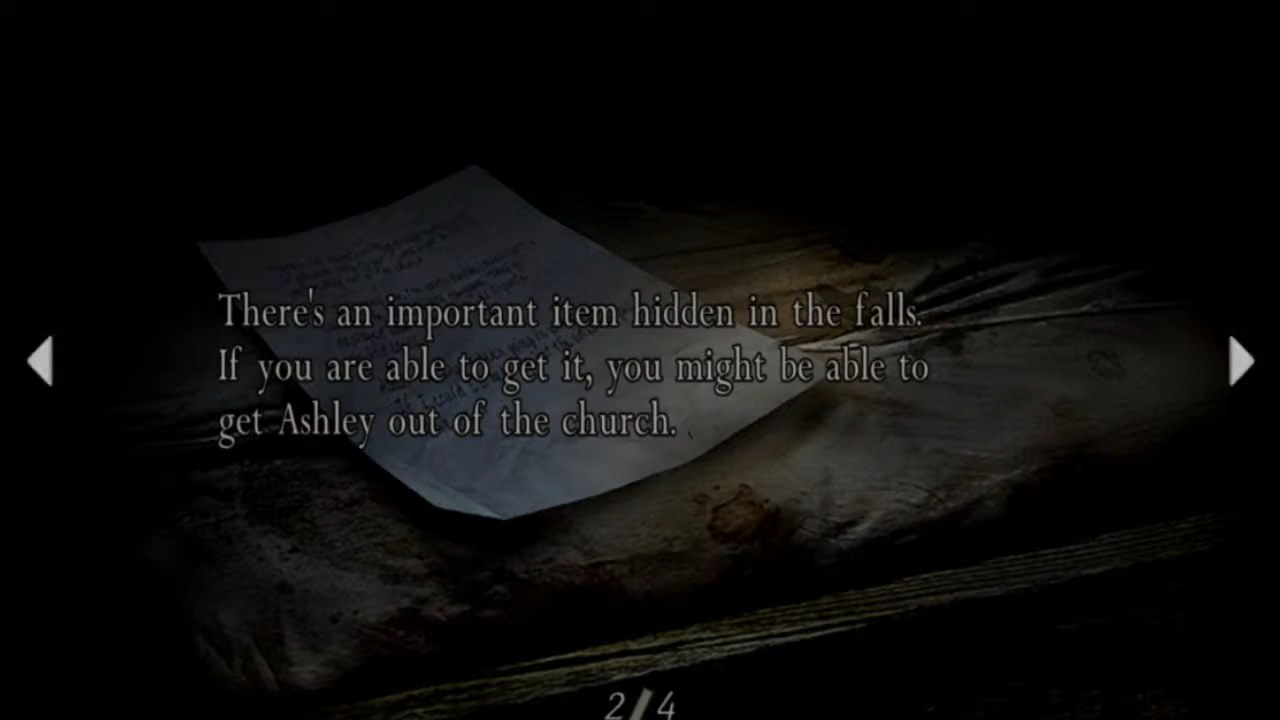 There's an important item hidden in the falls.
If you are able to get it, you might be able to
get Ashley out of the church.
2/4